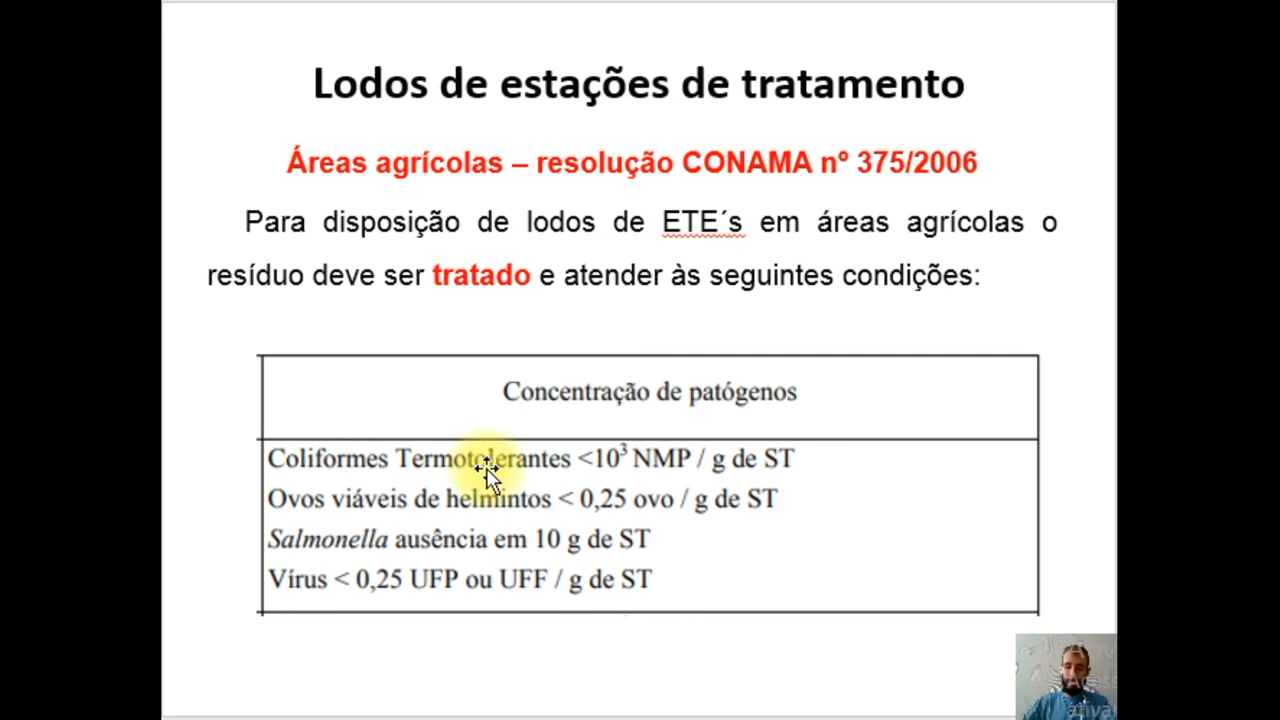 Lodos de estações de tratamento
Áreas agrícolas – resolução CONAMA nº 375/2006
Para disposição de lodos de ETE´s em áreas agrícolas o
resíduo deve ser tratado e atender às seguintes condições:
Concentração de patógenos
Coliformes Termotolerantes <10³ NMP / g de ST
Ovos viáveis de helmintos < 0,25 ovo / g de ST
Salmonella ausência em 10 g de ST
Vírus < 0,25 UFP ou UFF / g de ST